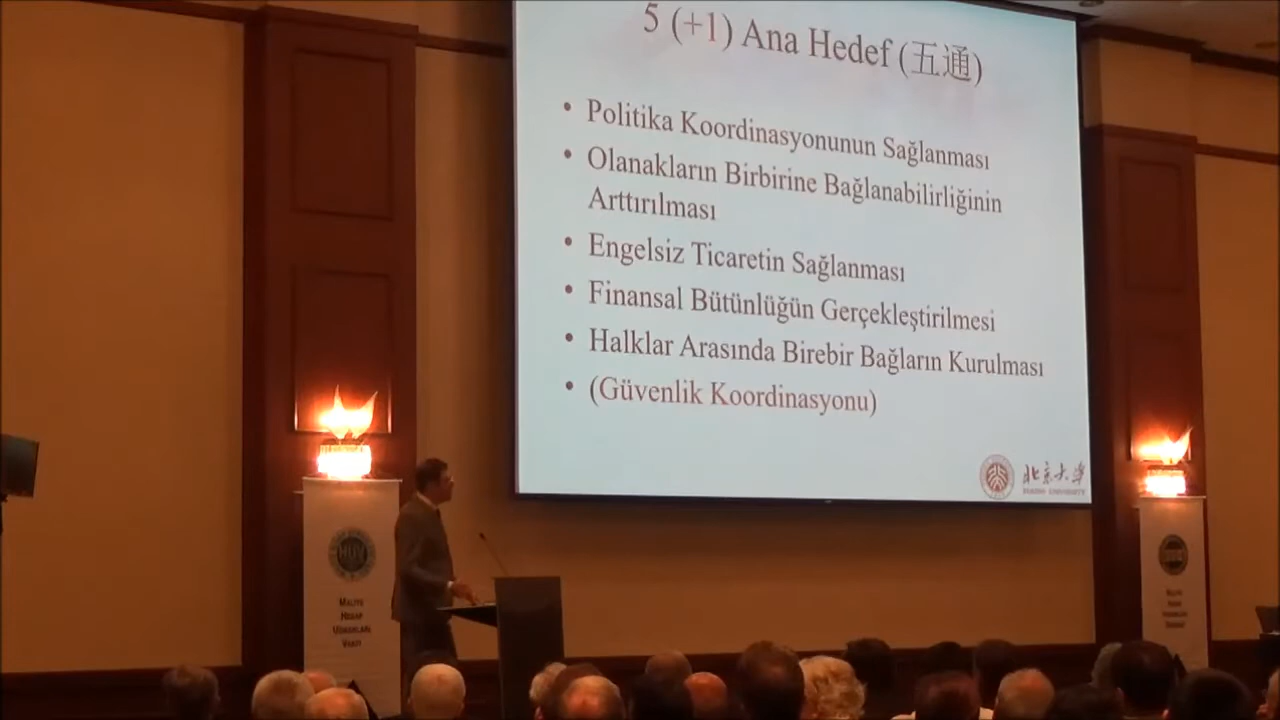 5 (+1) Ana Hedef (五通)
• Politika Koordinasyonunun Sağlanması
• Olanakların Birbirine Bağlanabilirliğinin
Arttırılması
• Engelsiz Ticaretin Sağlanması
• Finansal Bütünlüğün Gerçekleştirilmesi
• Halklar Arasında Birebir Bağların Kurulması
• (Güvenlik Koordinasyonu)
北京大学
PEKING UNIVERSITY
HUV
MALİYE
HESAP
UZMANLARI
VAKFI